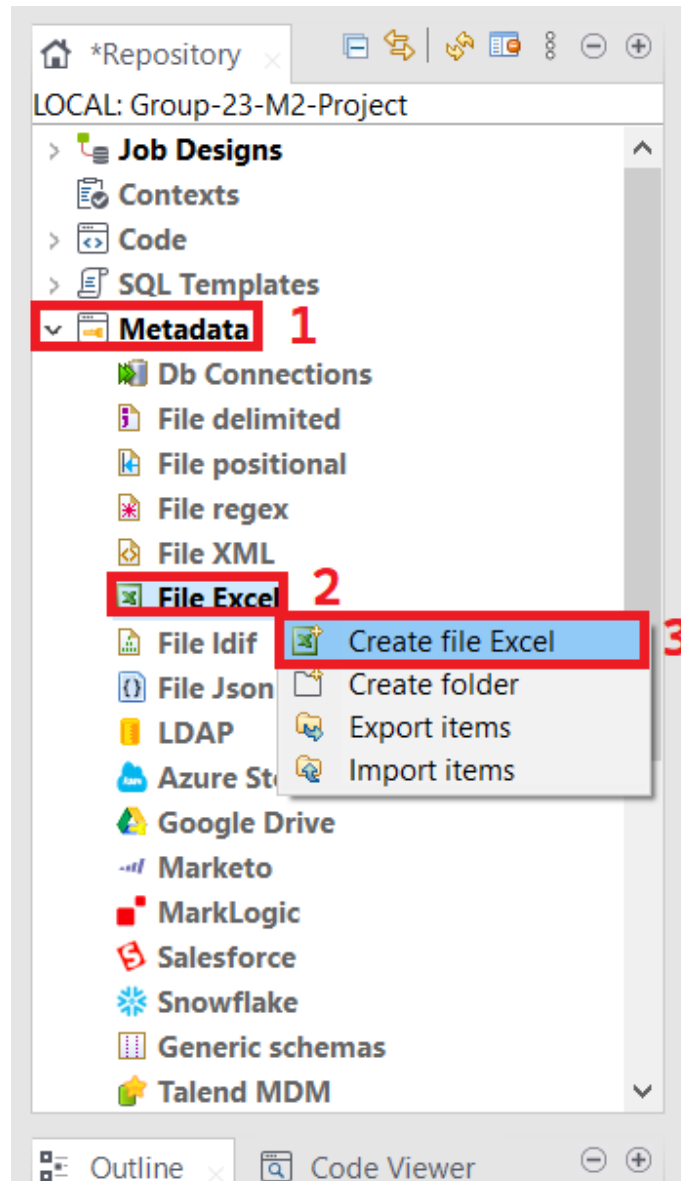 *Repository
LOCAL: Group-23-M2-Project
Job Designs
Contexts
Code
SQL Templates
Metadata 1
Db Connections
File delimited
File positional
File regex
File XML
File Excel 2
File ldif
Create file Excel 3
File Json
Create folder
LDAP
Export items
Azure Sto
Import items
Google Drive
Marketo
MarkLogic
Salesforce
Snowflake
Generic schemas
Talend MDM
Outline
Code Viewer